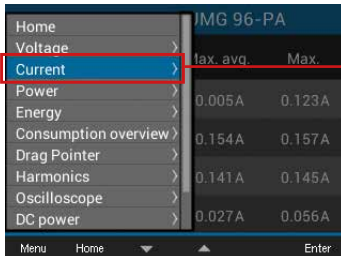 UMG 96-PA
Home
Voltage
Max. avg. Max.
Current
Power
0.005A 0.123A
Energy
Consumption overview
0.154A 0.157A
Drag Pointer
Harmonics
0.141A 0.145A
Oscilloscope
DC power
0.027A 0.056A
Menu Home Enter